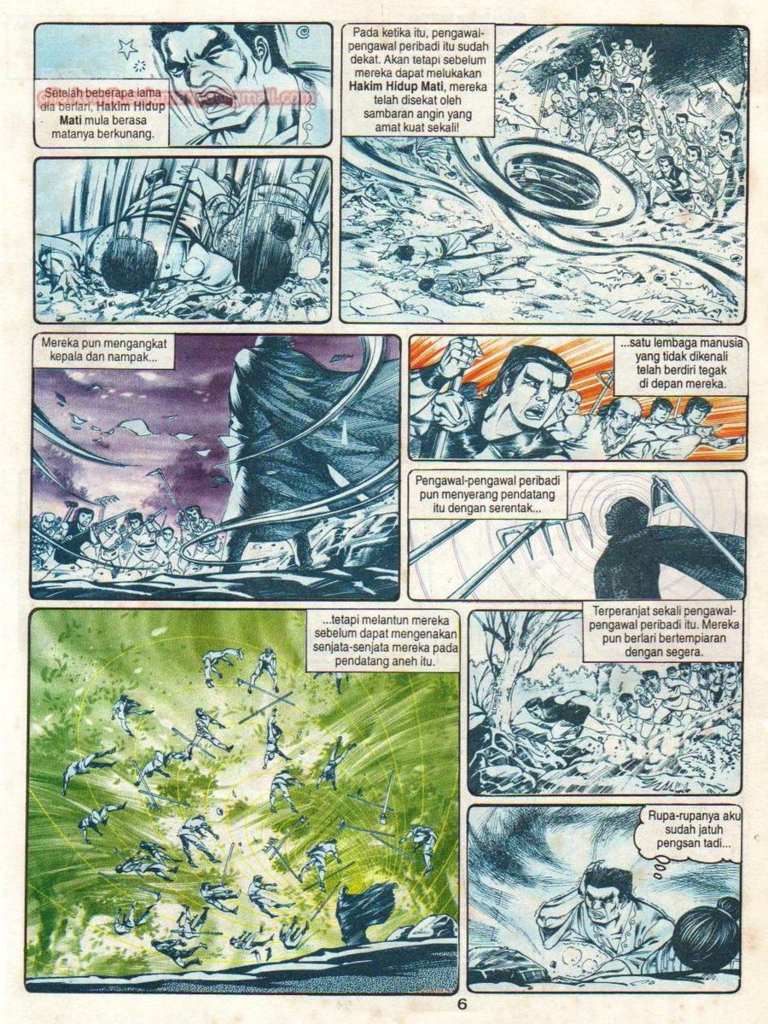 Setelah beberapa lama
dia berlari, Hakim Hidup
Mati mula berasa
matanya berkunang.
Pada ketika itu, pengawal-
pengawal peribadi itu sudah
dekat. Akan tetapi sebelum
mereka dapat melukakan
Hakim Hidup Mati, mereka
telah disekat oleh
sambaran angin yang
amat kuat sekali!
Mereka pun mengangkat
kepala dan nampak...
...satu lembaga manusia
yang tidak dikenali
telah berdiri tegak
di depan mereka.
Pengawal-pengawal peribadi
pun menyerang pendatang
itu dengan serentak...
...tetapi melantun mereka
sebelum dapat mengenakan
senjata-senjata mereka pada
pendatang aneh itu.
Terperanjat sekali pengawal-
pengawal peribadi itu. Mereka
pun berlari bertempiaran
dengan segera.
Rupa-rupanya aku
sudah jatuh
pengsan tadi...
6